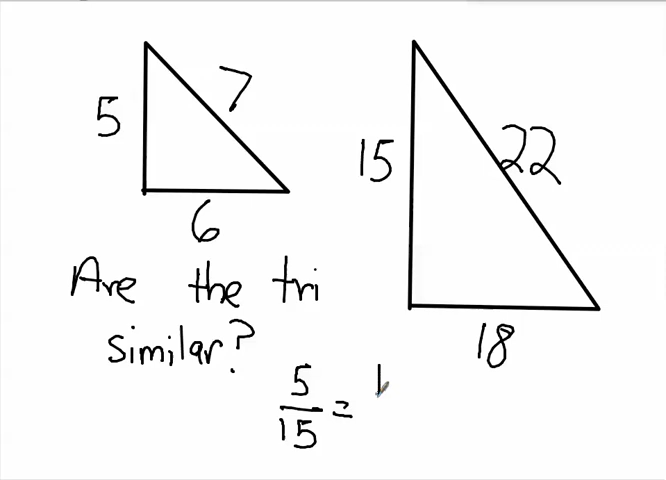 5 7 6
15 22 18
Are the tri
similar?
5/15 =